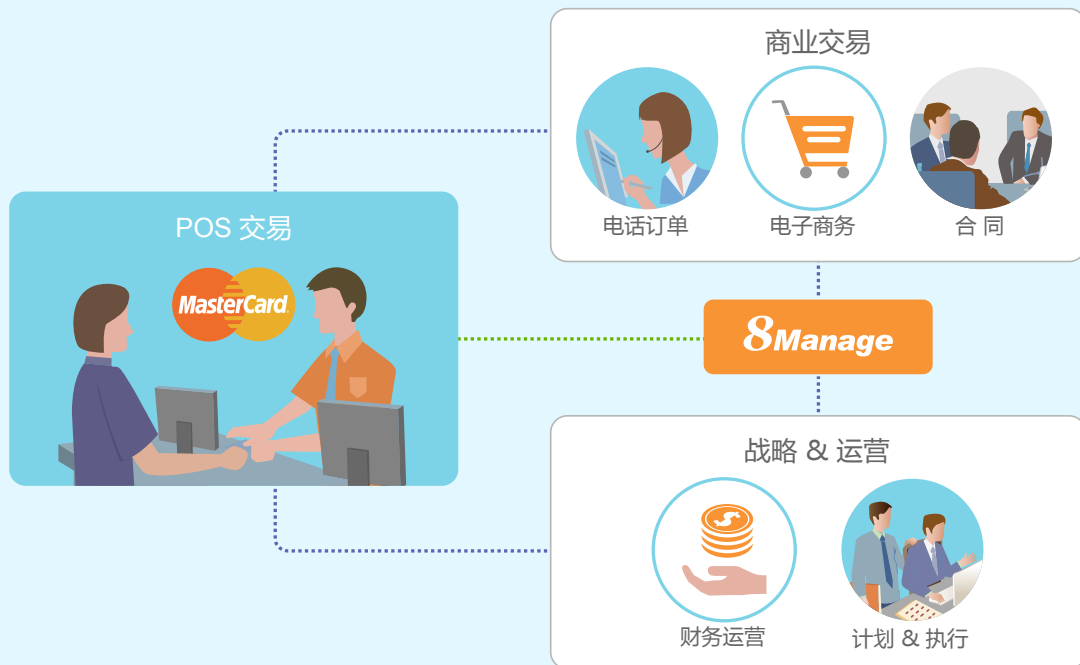 商业交易
电话订单
电子商务
合 同
POS 交易
MasterCard
8Manage
战略 & 运营
财务运营
计划 & 执行